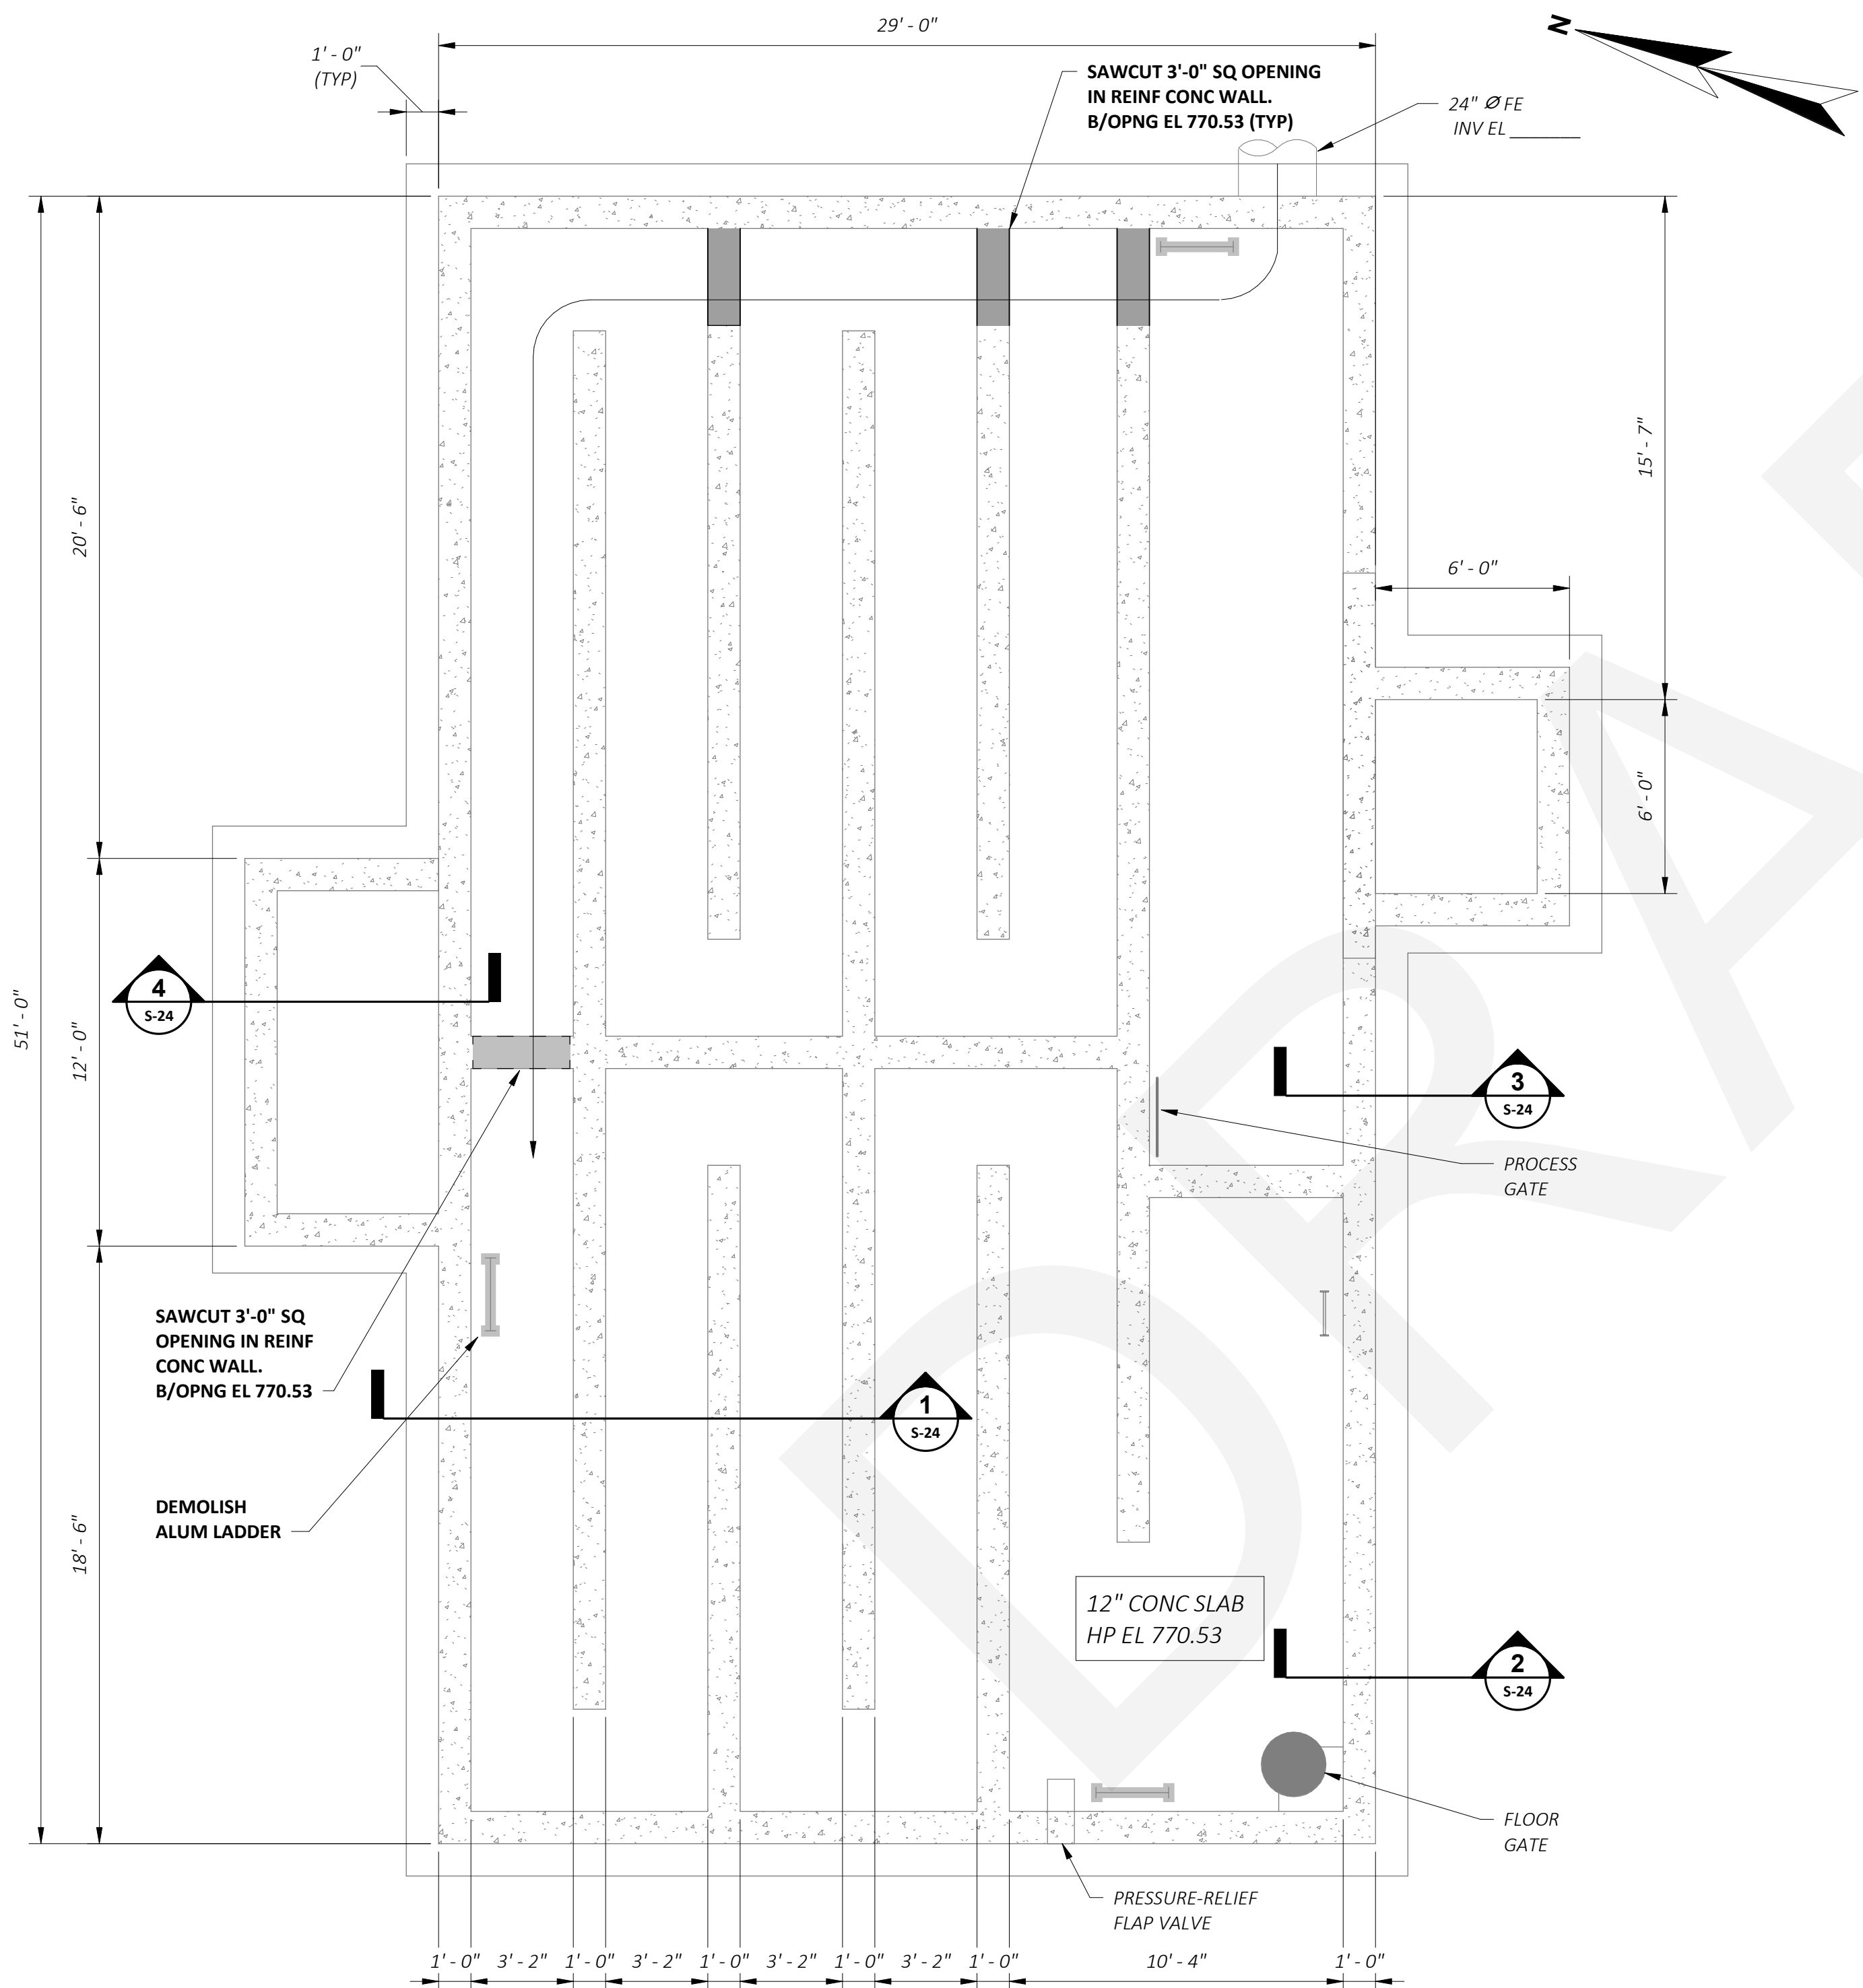 29' - 0"
1' - 0"
(TYP)
SAWCUT 3'-0" SQ OPENING
IN REINF CONC WALL.
B/OPNG EL 770.53 (TYP)
24" Ø FE
INV EL ______
N
20' - 6"
15' - 7"
6' - 0"
6' - 0"
51' - 0"
12' - 0"
4
S-24
3
S-24
PROCESS
GATE
SAWCUT 3'-0" SQ
OPENING IN REINF
CONC WALL.
B/OPNG EL 770.53
1
S-24
DEMOLISH
ALUM LADDER
18' - 6"
12" CONC SLAB
HP EL 770.53
2
S-24
FLOOR
GATE
PRESSURE-RELIEF
FLAP VALVE
1' - 0" 3' - 2" 1' - 0" 3' - 2" 1' - 0" 3' - 2" 1' - 0" 3' - 2" 1' - 0" 10' - 4" 1' - 0"